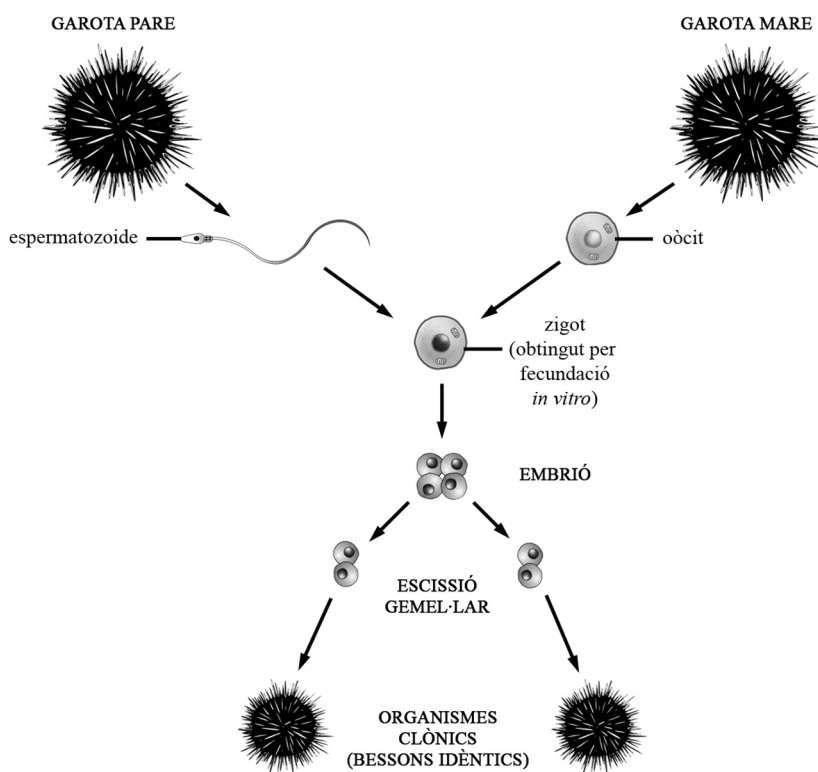 GAROTA PARE
GAROTA MARE
espermatozoide
oòcit
zigot
(obtingut per
fecundació
in vitro)
EMBRIÓ
ESCISSIÓ
GEMEL·LAR
ORGANISMES
CLÒNICS
(BESSONS IDÈNTICS)